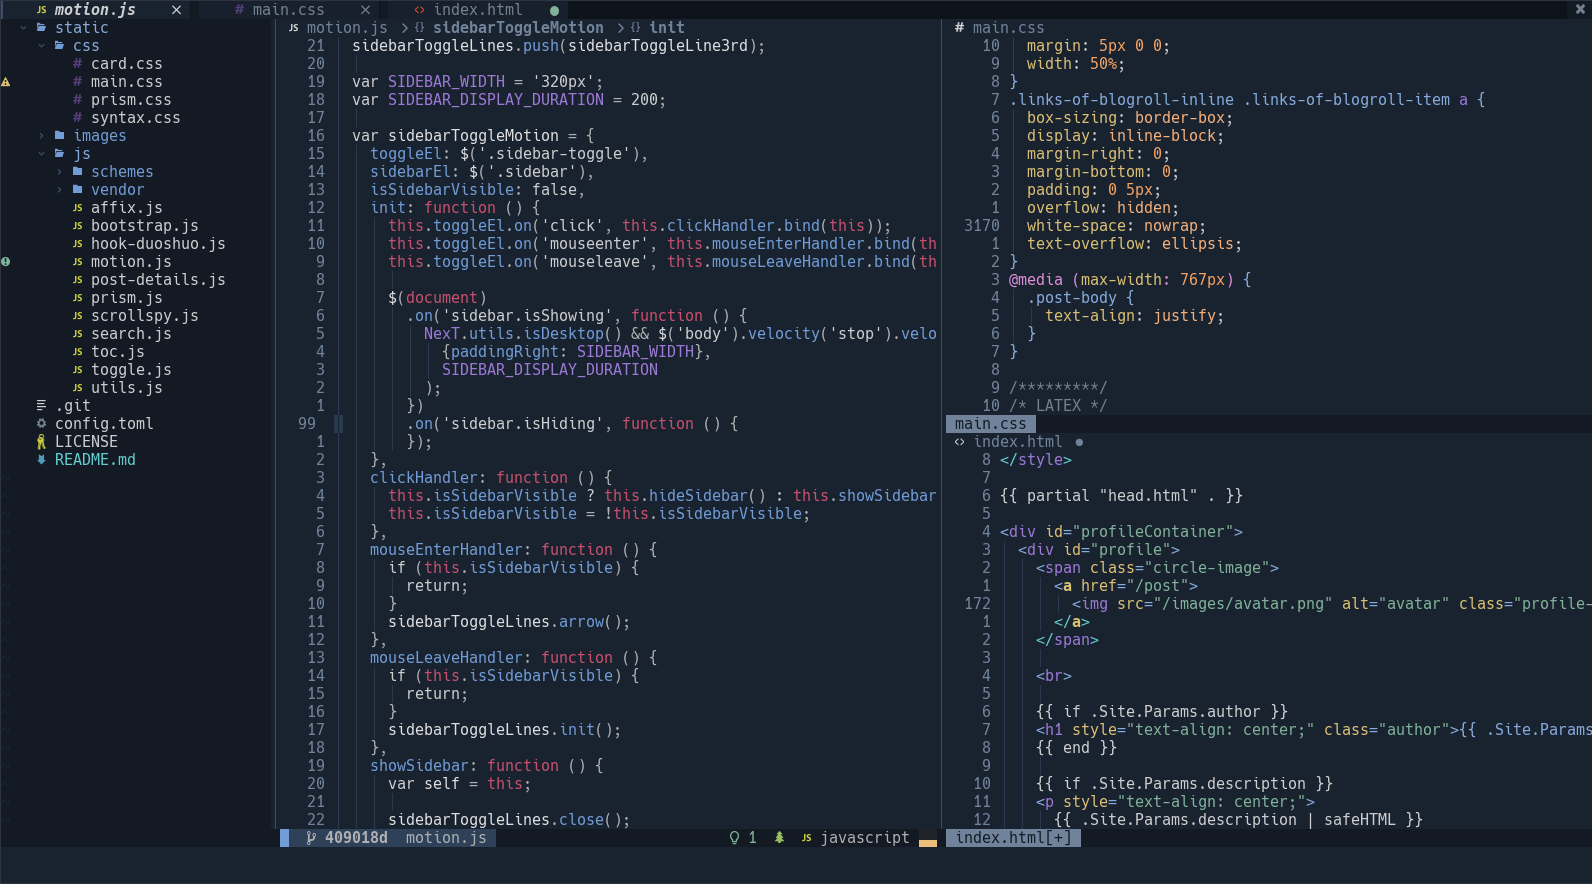 JS motion.js × # main.css × <> index.html ●
static
css
# card.css
# main.css
# prism.css
# syntax.css
images
js
schemes
vendor
JS affix.js
JS bootstrap.js
JS hook-duoshuo.js
JS motion.js
JS post-details.js
JS prism.js
JS scrollspy.js
JS search.js
JS toc.js
JS toggle.js
JS utils.js
.git
config.toml
LICENSE
README.md
JS motion.js > {} sidebarToggleMotion > {} init
21 sidebarToggleLines.push(sidebarToggleLine3rd);
20
19 var SIDEBAR_WIDTH = '320px';
18 var SIDEBAR_DISPLAY_DURATION = 200;
17
16 var sidebarToggleMotion = {
15 toggleEl: $('.sidebar-toggle'),
14 sidebarEl: $('.sidebar'),
13 isSidebarVisible: false,
12 init: function () {
11 this.toggleEl.on('click', this.clickHandler.bind(this));
10 this.toggleEl.on('mouseenter', this.mouseEnterHandler.bind(th
9 this.toggleEl.on('mouseleave', this.mouseLeaveHandler.bind(th
8
7 $(document)
6 .on('sidebar.isShowing', function () {
5 NexT.utils.isDesktop() && $('body').velocity('stop').velo
4 {paddingRight: SIDEBAR_WIDTH},
3 SIDEBAR_DISPLAY_DURATION
2 );
1 })
99 .on('sidebar.isHiding', function () {
1 });
2 },
3 clickHandler: function () {
4 this.isSidebarVisible ? this.hideSidebar() : this.showSidebar
5 this.isSidebarVisible = !this.isSidebarVisible;
6 },
7 mouseEnterHandler: function () {
8 if (this.isSidebarVisible) {
9 return;
10 }
11 sidebarToggleLines.arrow();
12 },
13 mouseLeaveHandler: function () {
14 if (this.isSidebarVisible) {
15 return;
16 }
17 sidebarToggleLines.init();
18 },
19 showSidebar: function () {
20 var self = this;
21
22 sidebarToggleLines.close();
409018d motion.js 1 JS javascript
# main.css
10 margin: 5px 0 0;
9 width: 50%;
8 }
7 .links-of-blogroll-inline .links-of-blogroll-item a {
6 box-sizing: border-box;
5 display: inline-block;
4 margin-right: 0;
3 margin-bottom: 0;
2 padding: 0 5px;
1 overflow: hidden;
3170 white-space: nowrap;
1 text-overflow: ellipsis;
2 }
3 @media (max-width: 767px) {
4 .post-body {
5 text-align: justify;
6 }
7 }
8
9 /*********/
10 /* LATEX */
main.css
<> index.html ●
8 </style>
7
6 {{ partial "head.html" . }}
5
4 <div id="profileContainer">
3 <div id="profile">
2 <span class="circle-image">
1 <a href="/post">
172 <img src="/images/avatar.png" alt="avatar" class="profile-
1 </a>
2 </span>
3
4 <br>
5
6 {{ if .Site.Params.author }}
7 <h1 style="text-align: center;" class="author">{{ .Site.Params
8 {{ end }}
9
10 {{ if .Site.Params.description }}
11 <p style="text-align: center;">
12 {{ .Site.Params.description | safeHTML }}
index.html[+]